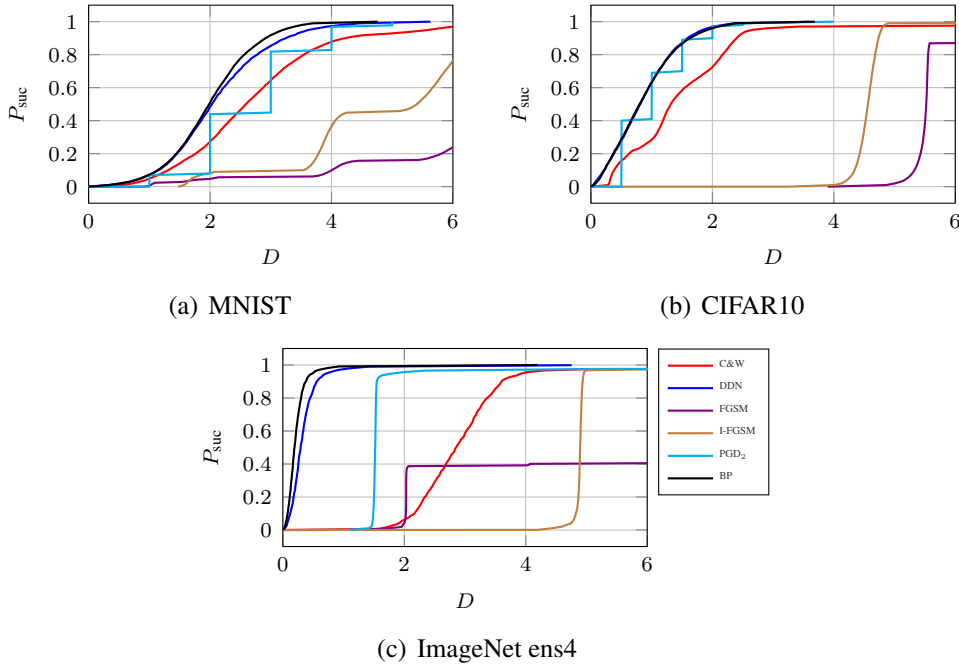 1
0.8
0.6
0.4
0.2
0
P_suc
0 2 4 6
D
(a) MNIST
1
0.8
0.6
0.4
0.2
0
P_suc
0 2 4 6
D
(b) CIFAR10
1
0.8
0.6
0.4
0.2
0
P_suc
0 2 4 6
D
C&W
DDN
FGSM
I-FGSM
PGD₂
BP
(c) ImageNet ens4